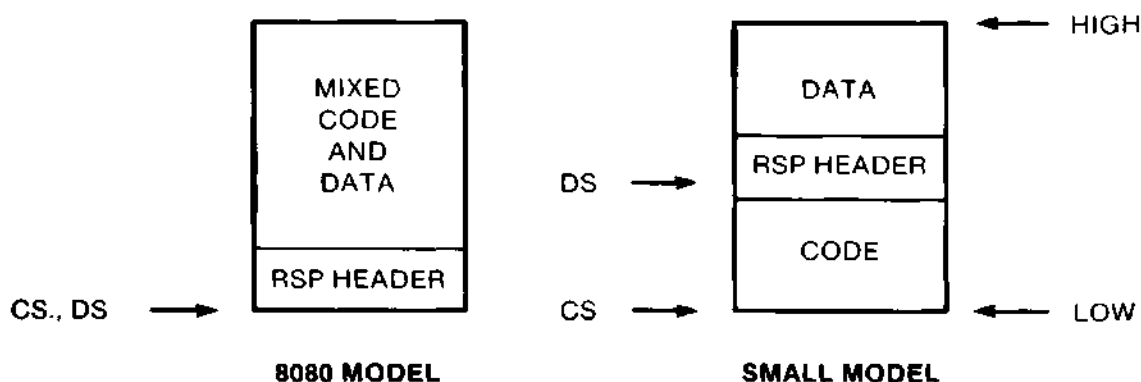 HIGH
MIXED
CODE
AND
DATA
DATA
RSP HEADER
DS
CODE
RSP HEADER
CS., DS
CS
LOW
8080 MODEL
SMALL MODEL